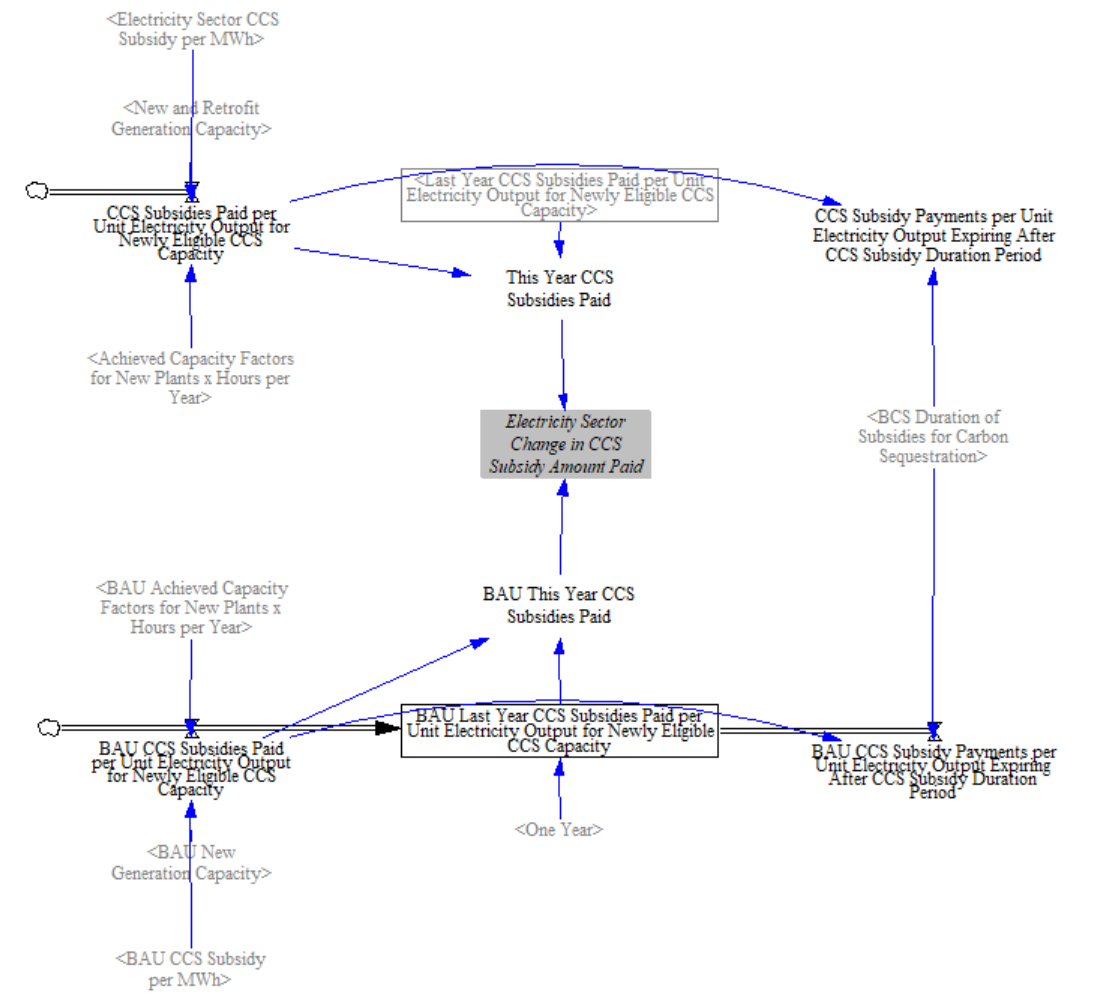 <Electricity Sector CCS
Subsidy per MWh>
<New and Retrofit
Generation Capacity>
<Last Year CCS Subsidies Paid per Unit
Electricity Output for Newly Eligible CCS
Capacity>
CCS Subsidies Paid per
Unit Electricity Output for
Newly Eligible CCS
Capacity
CCS Subsidy Payments per Unit
Electricity Output Expiring After
CCS Subsidy Duration Period
This Year CCS
Subsidies Paid
<Achieved Capacity Factors
for New Plants x Hours per
Year>
Electricity Sector
Change in CCS
Subsidy Amount Paid
<BCS Duration of
Subsidies for Carbon
Sequestration>
<BAU Achieved Capacity
Factors for New Plants x
Hours per Year>
BAU This Year CCS
Subsidies Paid
BAU Last Year CCS Subsidies Paid per
Unit Electricity Output for Newly Eligible
CCS Capacity
BAU CCS Subsidies Paid
per Unit Electricity Output
for Newly Eligible CCS
Capacity
BAU CCS Subsidy Payments per
Unit Electricity Output Expiring
After CCS Subsidy Duration
Period
<One Year>
<BAU New
Generation Capacity>
<BAU CCS Subsidy
per MWh>